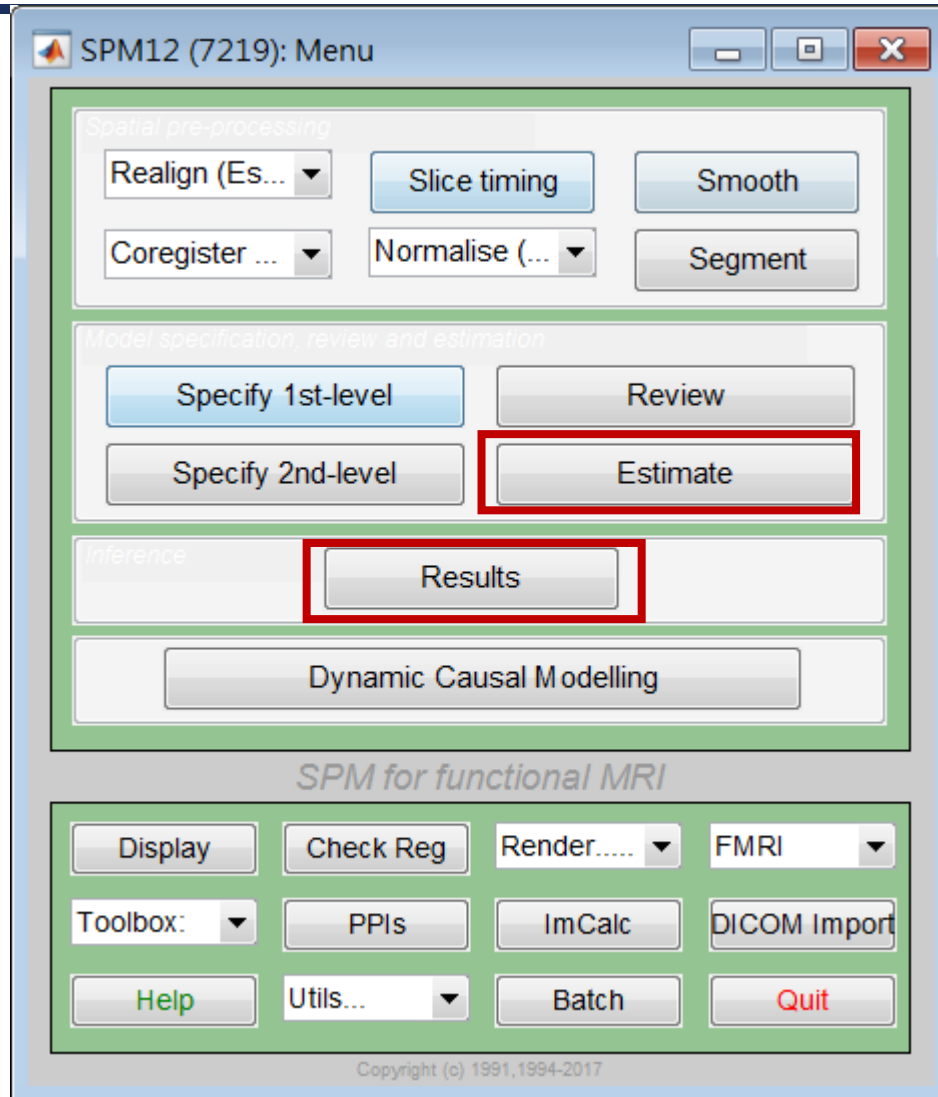 SPM12 (7219): Menu
Spatial pre-processing
Realign (Es...
Slice timing
Smooth
Coregister ...
Normalise (...
Segment
Model specification, review and estimation
Specify 1st-level
Review
Specify 2nd-level
Estimate
Inference
Results
Dynamic Causal Modelling
SPM for functional MRI
Display
Check Reg
Render.....
FMRI
Toolbox:
PPIs
ImCalc
DICOM Import
Help
Utils...
Batch
Quit
Copyright (c) 1991,1994-2017